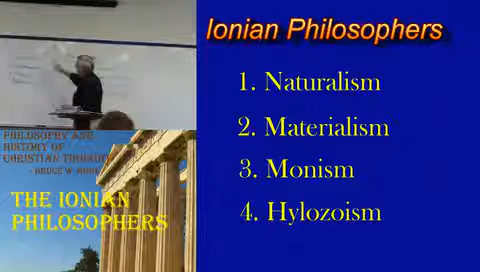 Ionian Philosophers
1. Naturalism
2. Materialism
3. Monism
4. Hylozoism
PHILOSOPHY AND
HISTORY OF
CHRISTIAN THOUGHT
THE IONIAN
PHILOSOPHERS